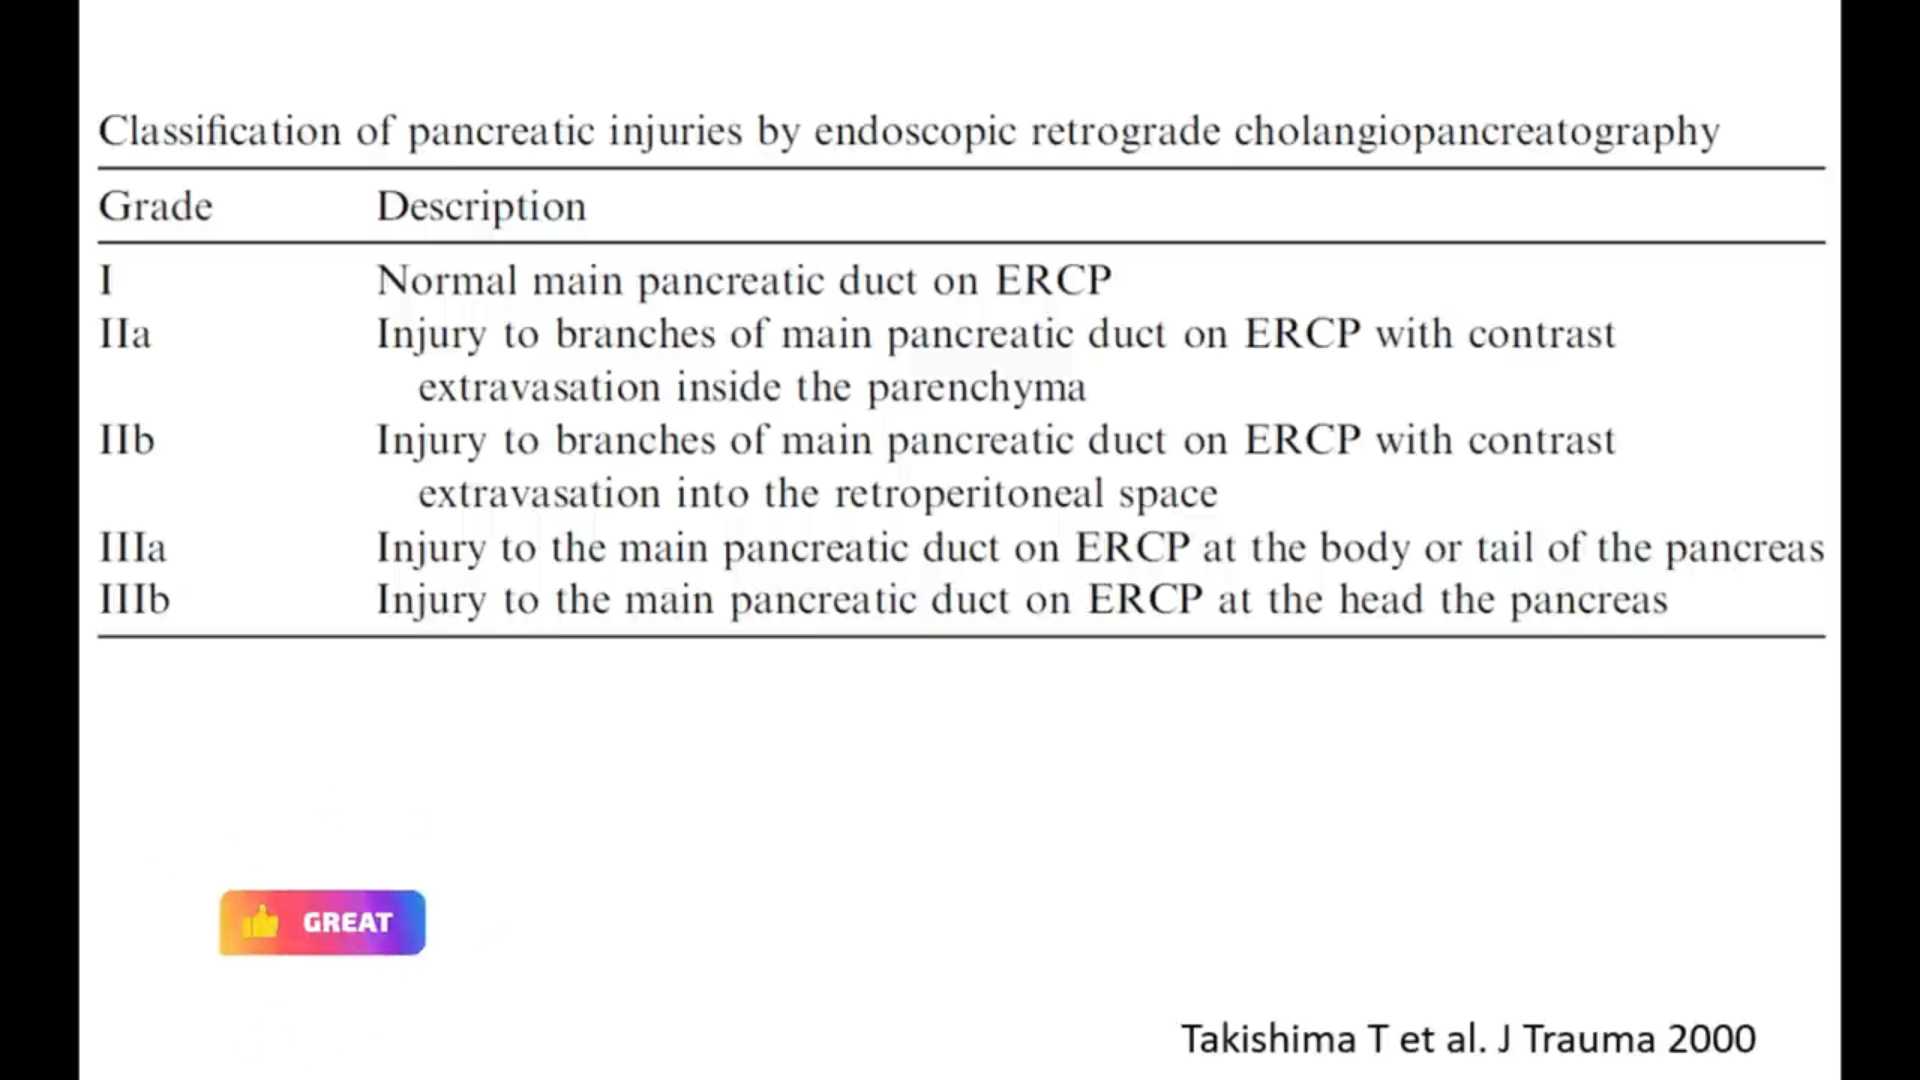 Classification of pancreatic injuries by endoscopic retrograde cholangiopancreatography
Grade Description
I Normal main pancreatic duct on ERCP
IIa Injury to branches of main pancreatic duct on ERCP with contrast
extravasation inside the parenchyma
IIb Injury to branches of main pancreatic duct on ERCP with contrast
extravasation into the retroperitoneal space
IIIa Injury to the main pancreatic duct on ERCP at the body or tail of the pancreas
IIIb Injury to the main pancreatic duct on ERCP at the head the pancreas
GREAT
Takishima T et al. J Trauma 2000